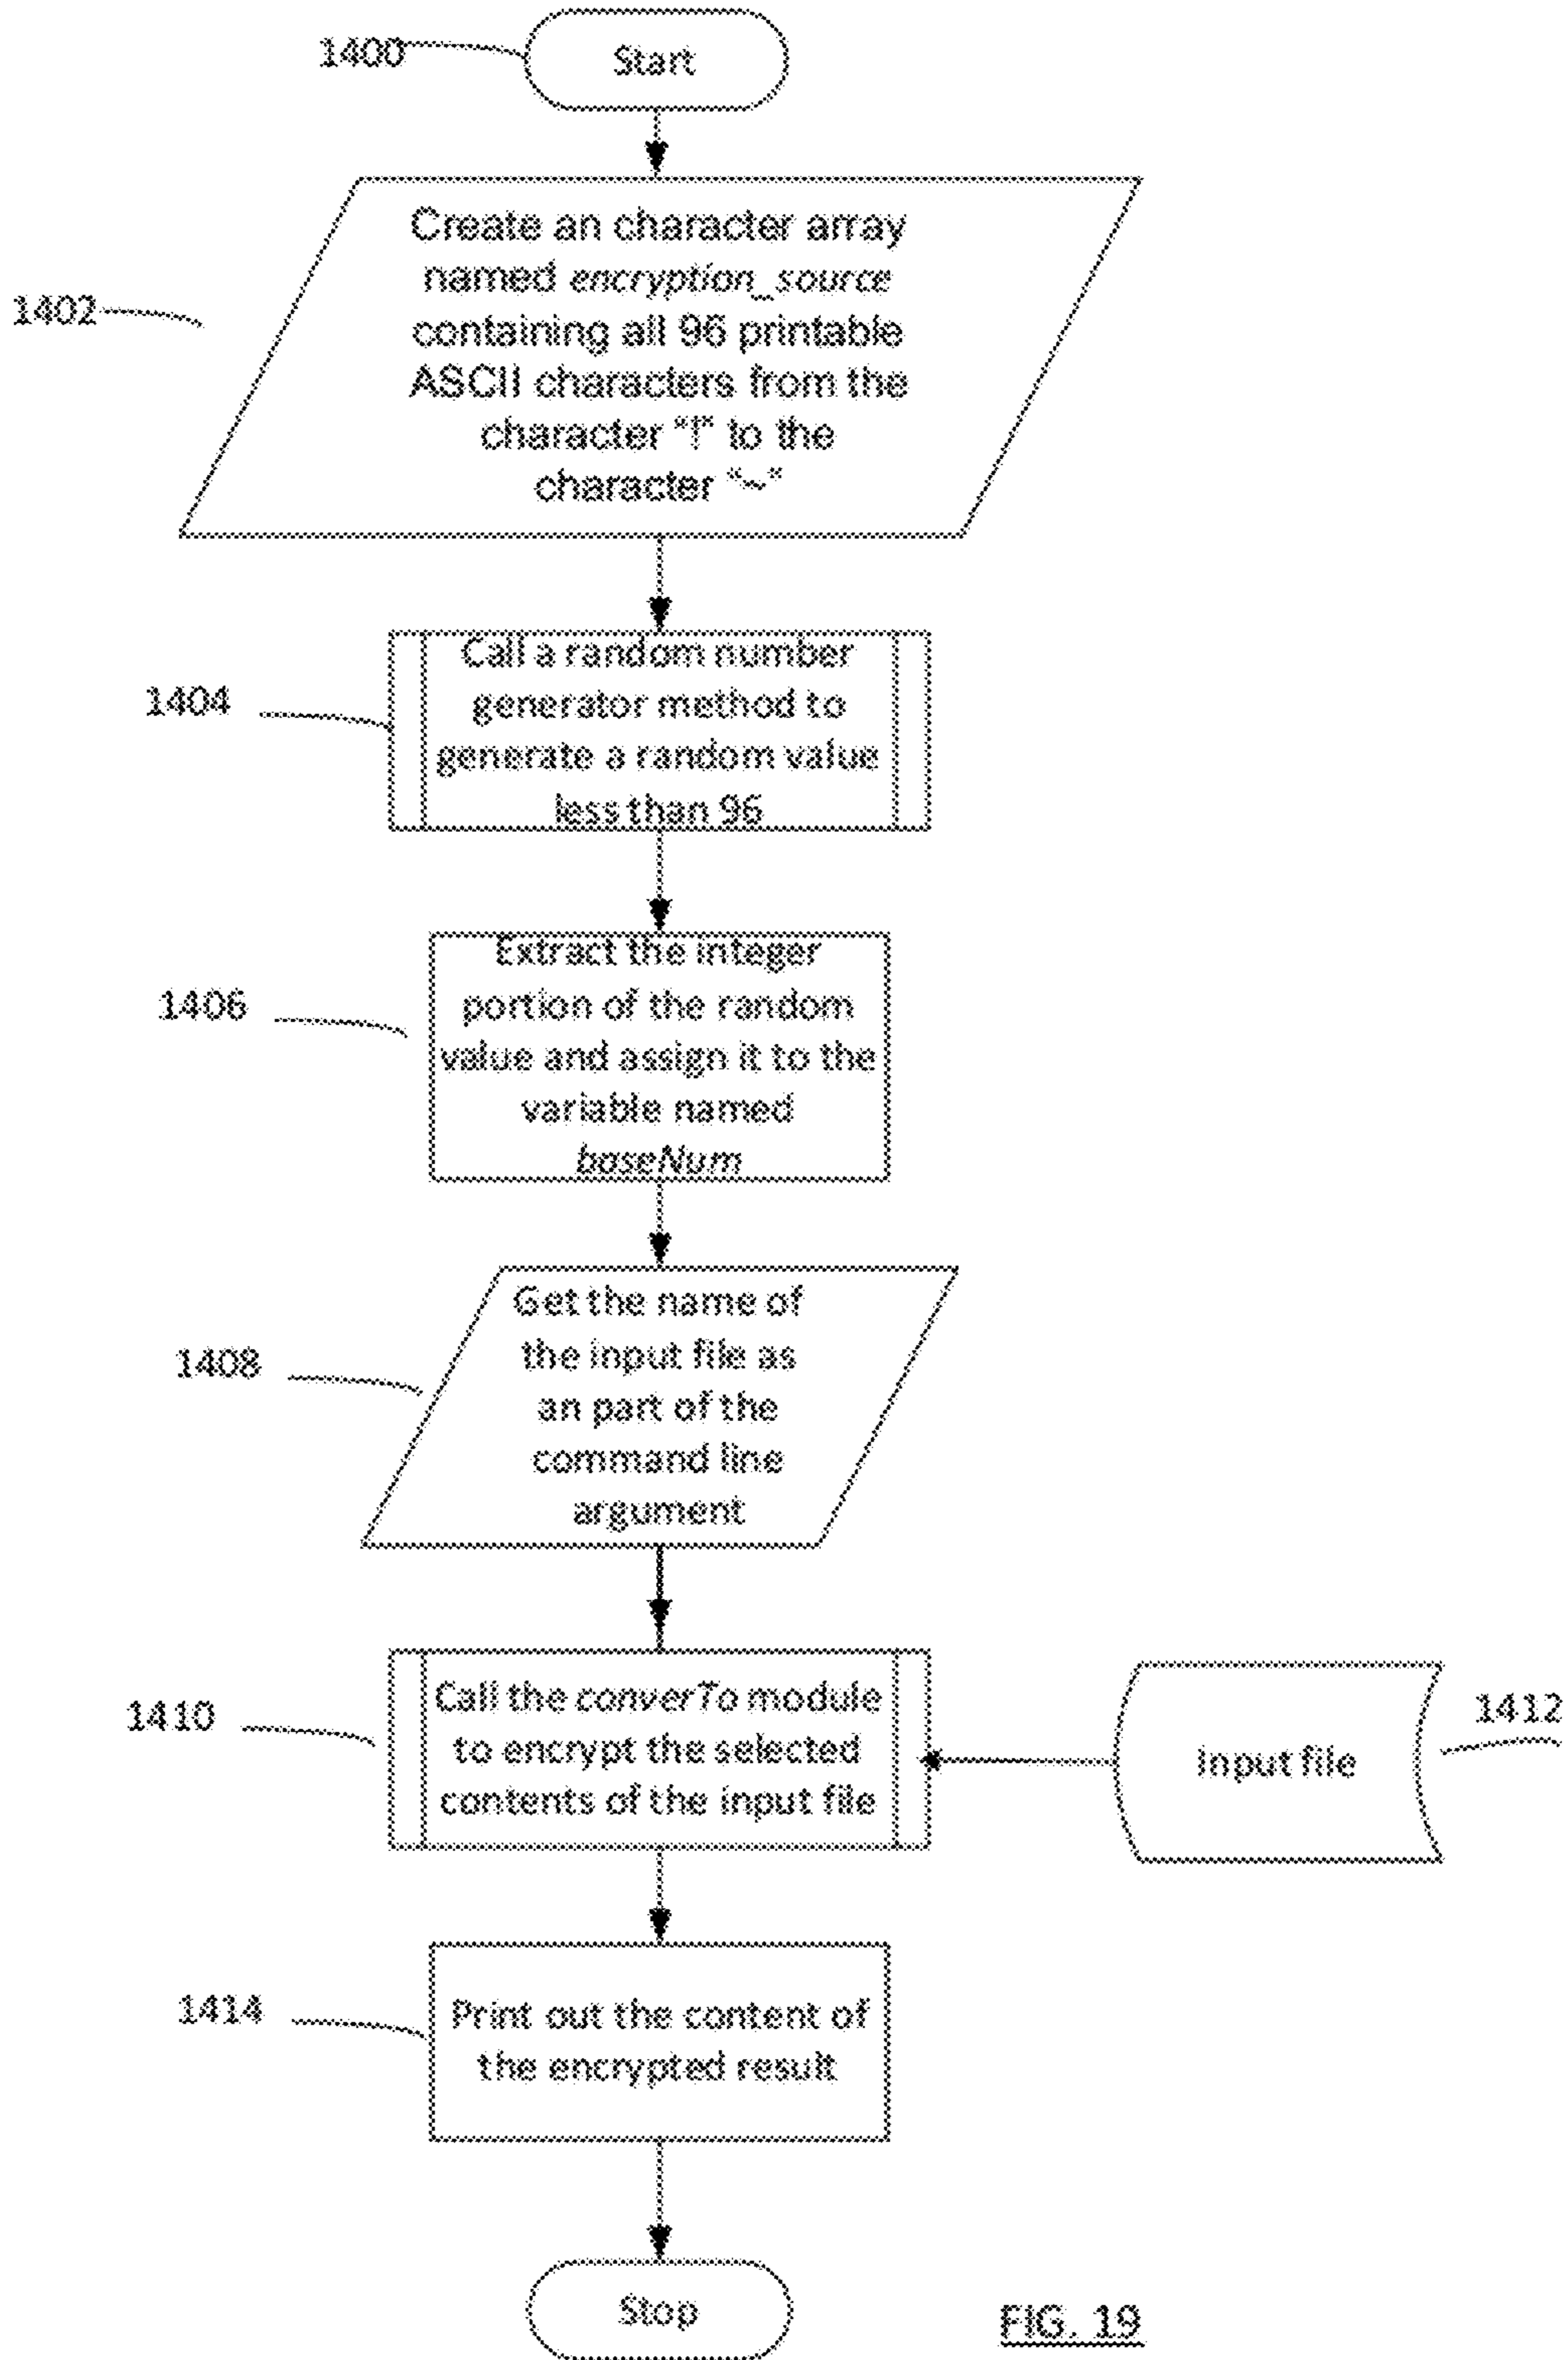 1400
Start
1402
Create an character array
named encryption_source
containing all 96 printable
ASCII characters from the
character “!” to the
character “~”
1404
Call a random number
generator method to
generate a random value
less than 96
1406
Extract the integer
portion of the random
value and assign it to the
variable named
baseNum
1408
Get the name of
the input file as
an part of the
command line
argument
1410
Call the converTo module
to encrypt the selected
contents of the input file
Input file
1412
1414
Print out the content of
the encrypted result
Stop
FIG. 19